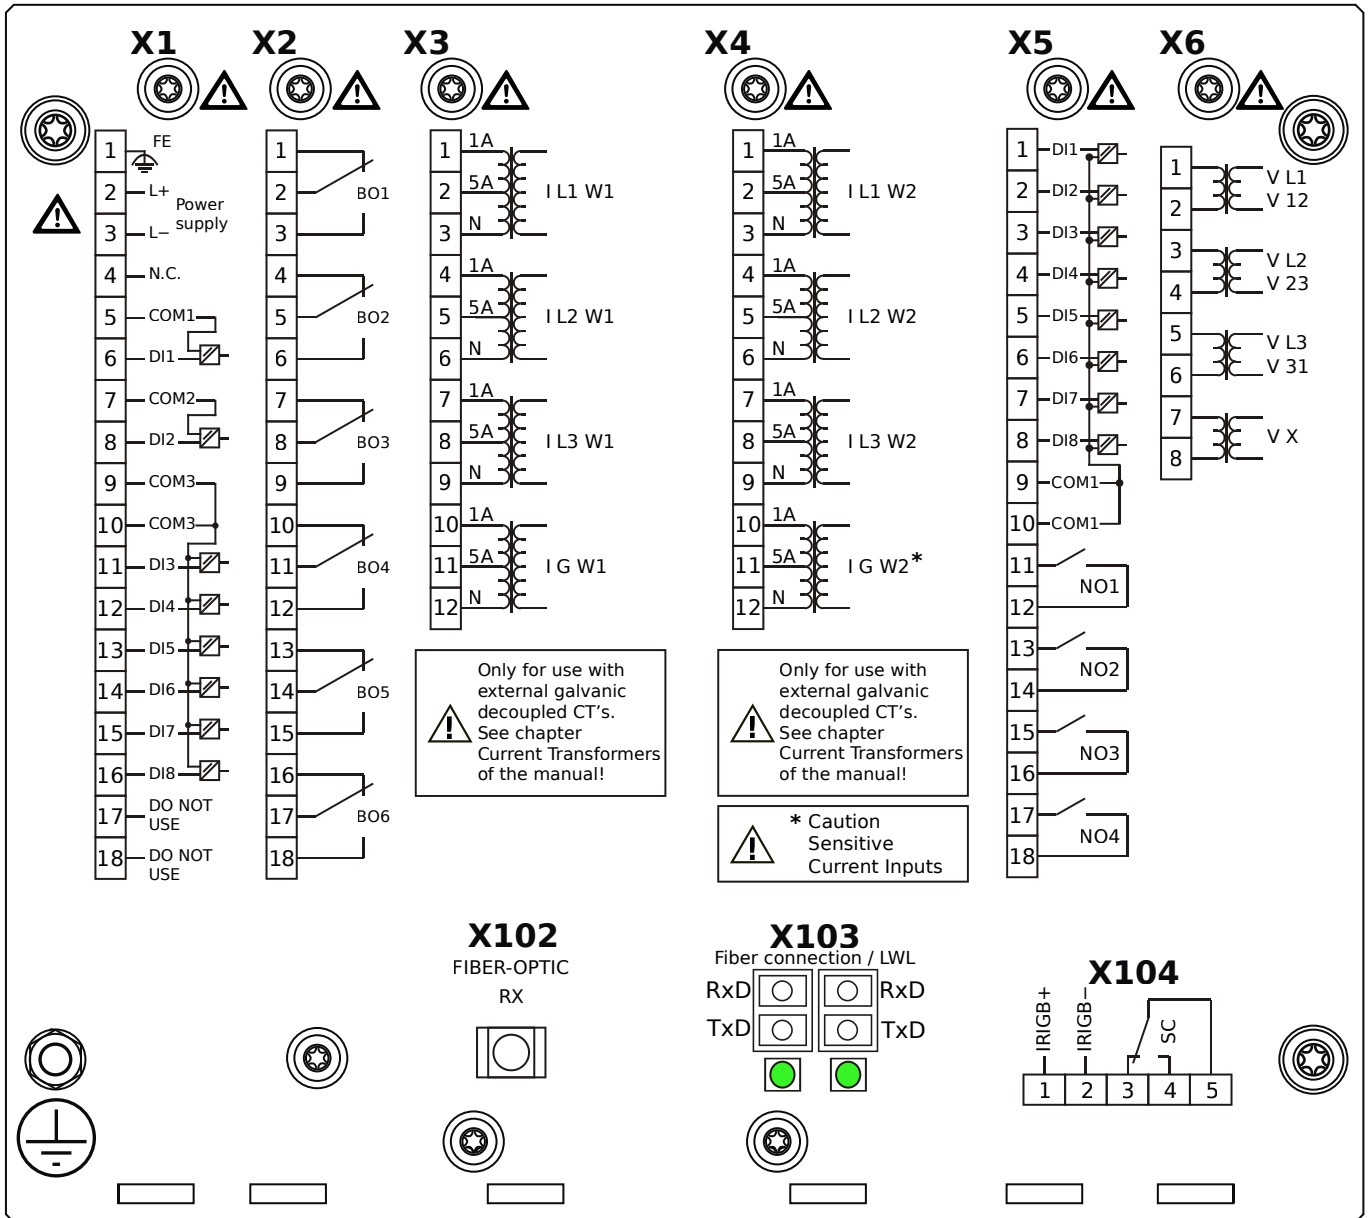 X1
X2
X3
X4
X5
X6
1 FE
2 L+
Power
supply
3 L−
4 N.C.
5 COM1
6 DI1
7 COM2
8 DI2
9 COM3
10 COM3
11 DI3
12 DI4
13 DI5
14 DI6
15 DI7
16 DI8
17 DO NOT
USE
18 DO NOT
USE
1
2 BO1
3
4
5 BO2
6
7
8 BO3
9
10
11 BO4
12
13
14 BO5
15
16
17 BO6
18
1 1A
2 5A I L1 W1
3 N
4 1A
5 5A I L2 W1
6 N
7 1A
8 5A I L3 W1
9 N
10 1A
11 5A I G W1
12 N
Only for use with
external galvanic
decoupled CT's.
See chapter
Current Transformers
of the manual!
1 1A
2 5A I L1 W2
3 N
4 1A
5 5A I L2 W2
6 N
7 1A
8 5A I L3 W2
9 N
10 1A
11 5A I G W2*
12 N
Only for use with
external galvanic
decoupled CT's.
See chapter
Current Transformers
of the manual!
* Caution
Sensitive
Current Inputs
1 DI1
2 DI2
3 DI3
4 DI4
5 DI5
6 DI6
7 DI7
8 DI8
9 COM1
10 COM1
11
NO1
12
13
NO2
14
15
NO3
16
17
NO4
18
1
V L1
V 12
2
3
V L2
V 23
4
5
V L3
V 31
6
7
V X
8
X102
FIBER-OPTIC
RX
X103
Fiber connection / LWL
RxD RxD
TxD TxD
X104
IRIGB+
IRIGB−
SC
1 2 3 4 5